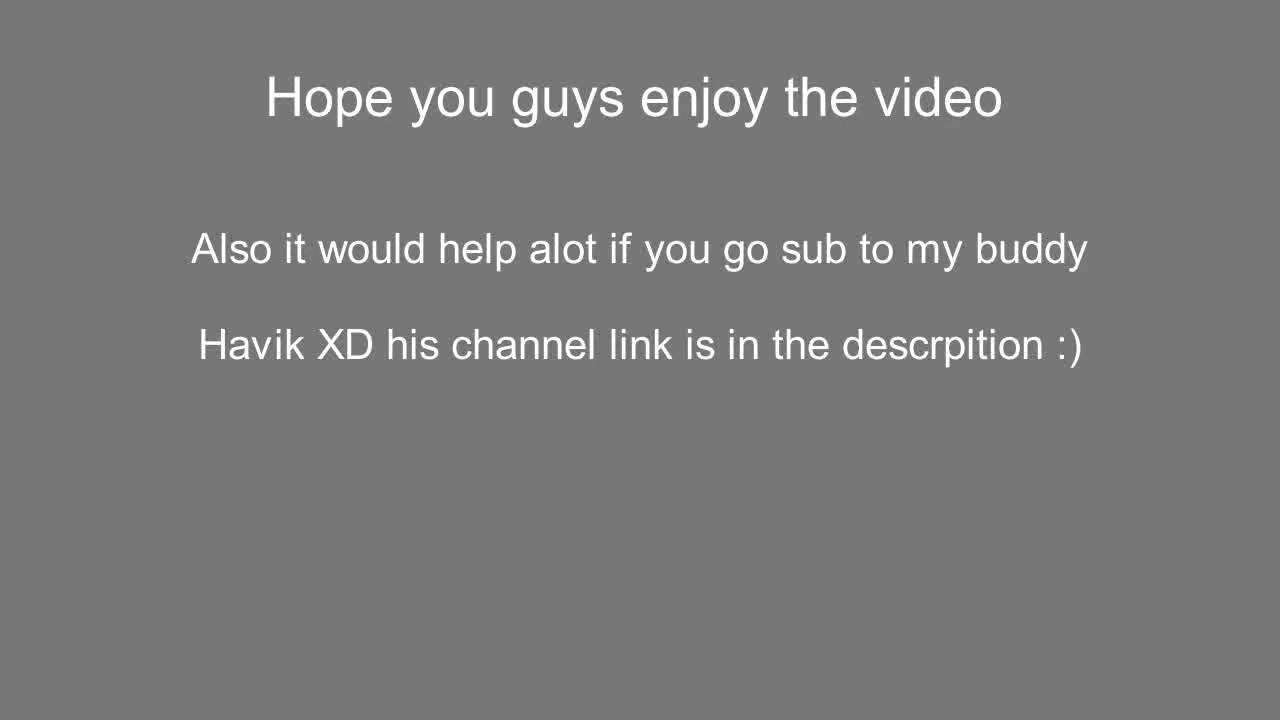 Hope you guys enjoy the video
Also it would help alot if you go sub to my buddy
Havik XD his channel link is in the descrpition :)